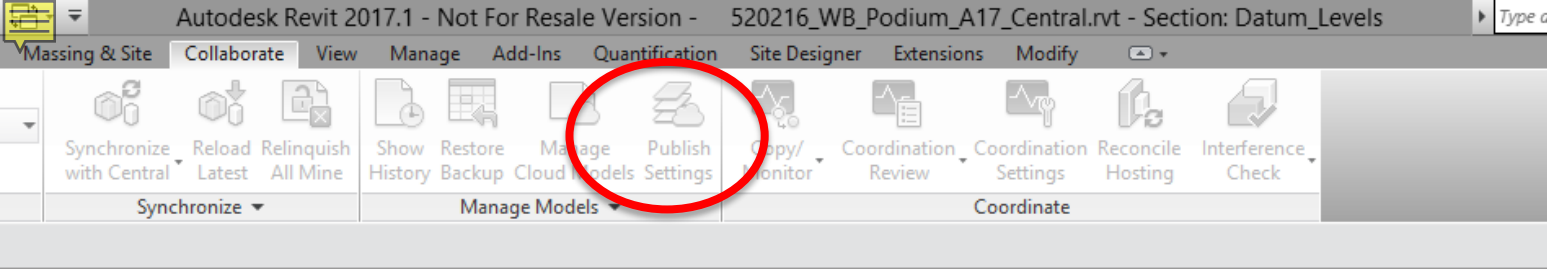 Autodesk Revit 2017.1 - Not For Resale Version - 520216_WB_Podium_A17_Central.rvt - Section: Datum_Levels
Type a
Massing & Site Collaborate View Manage Add-Ins Quantification Site Designer Extensions Modify
Synchronize Reload Relinquish Show Restore Manage Publish Copy/ Coordination Coordination Reconcile Interference
with Central Latest All Mine History Backup Cloud Models Settings Monitor Review Settings Hosting Check
Synchronize Manage Models Coordinate